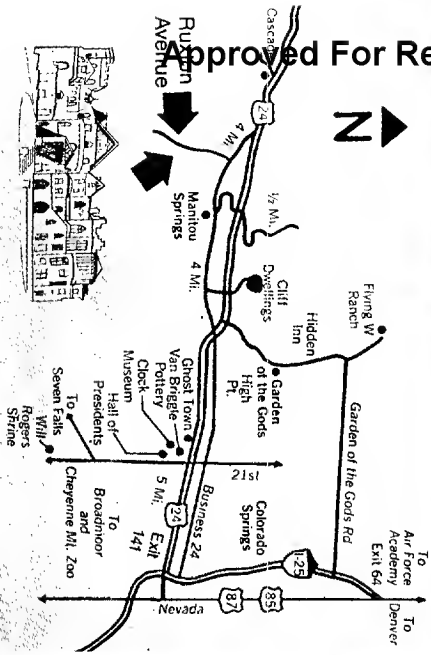 Approved For Re
Ruxton
Avenue
Cascade
24
4 Mi.
N
½ Mi.
Manitou
Springs
4 Mi.
Cliff
Dwellings
Flying W
Ranch
Hidden
Inn
Garden
of the Gods
High
Pt.
Garden of the Gods Rd
To
Air Force
Academy
Exit 64
To
Denver
Ghost Town
Van Briggle
Pottery
Clock
Museum
Hall of
Presidents
To
Seven Falls
Will
Rogers
Shrine
21st
5 Mi.
24
Business 24
Exit
141
Colorado
Springs
I-25
To
Broadmoor
and
Cheyenne Mt. Zoo
Nevada
87
85